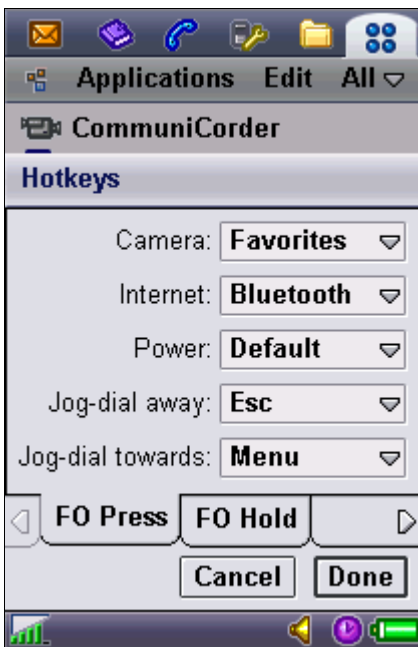 Applications Edit All
CommuniCorder
Hotkeys
Camera: Favorites
Internet: Bluetooth
Power: Default
Jog-dial away: Esc
Jog-dial towards: Menu
FO Press FO Hold
Cancel Done